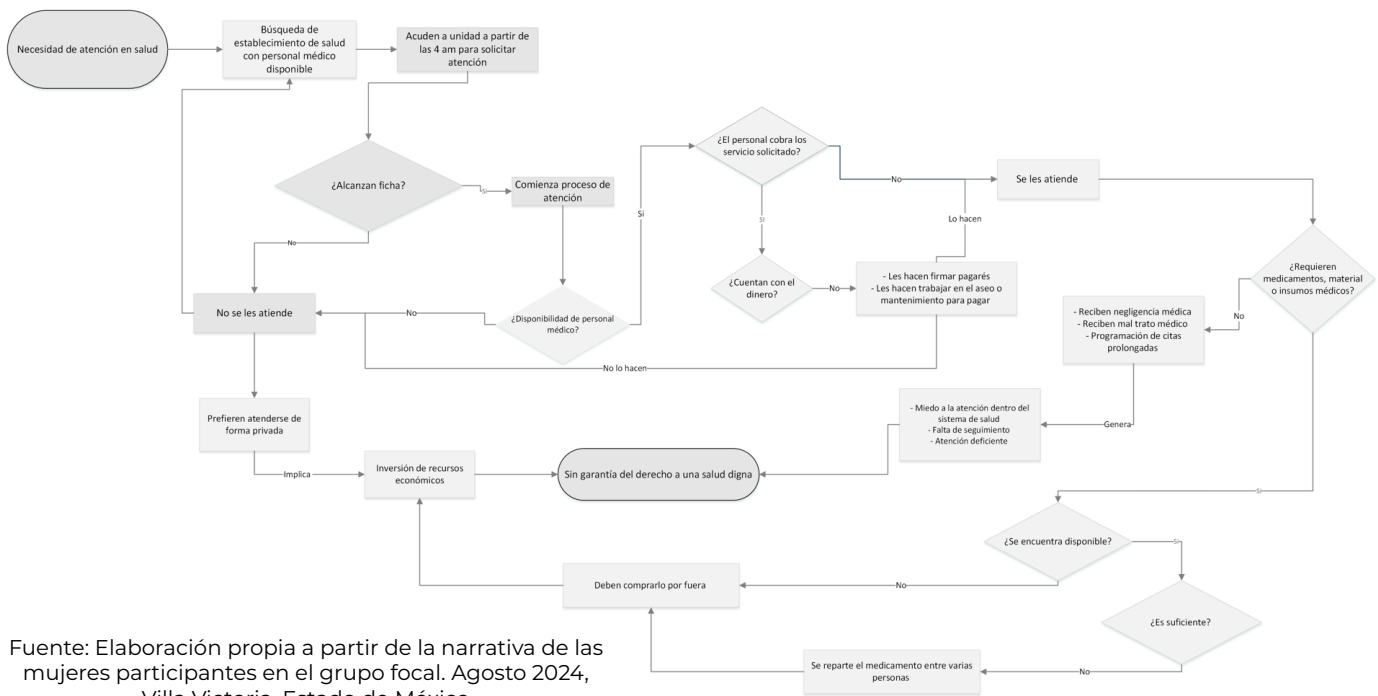 Necesidad de atención en salud
Búsqueda de
establecimiento de salud
con personal médico
disponible
Acuden a unidad a partir de
las 4 am para solicitar
atención
¿Alcanzan ficha?
Si
Comienza proceso de
atención
No
No se les atiende
¿Disponibilidad de personal
médico?
No
Si
¿El personal cobra los
servicio solicitado?
No
Si
Se les atiende
¿Cuentan con el
dinero?
No
- Les hacen firmar pagarés
- Les hacen trabajar en el aseo o
mantenimiento para pagar
Lo hacen
No lo hacen
¿Requieren
medicamentos, material
o insumos médicos?
No
- Reciben negligencia médica
- Reciben mal trato médico
- Programación de citas
prolongadas
Genera
- Miedo a la atención dentro del
sistema de salud
- Falta de seguimiento
- Atención deficiente
Prefieren atenderse de
forma privada
Implica
Inversión de recursos
económicos
Sin garantía del derecho a una salud digna
Si
¿Se encuentra disponible?
Si
No
Deben comprarlo por fuera
¿Es suficiente?
No
Se reparte el medicamento entre varias
personas
Fuente: Elaboración propia a partir de la narrativa de las
mujeres participantes en el grupo focal. Agosto 2024,
Villa Victoria, Estado de México